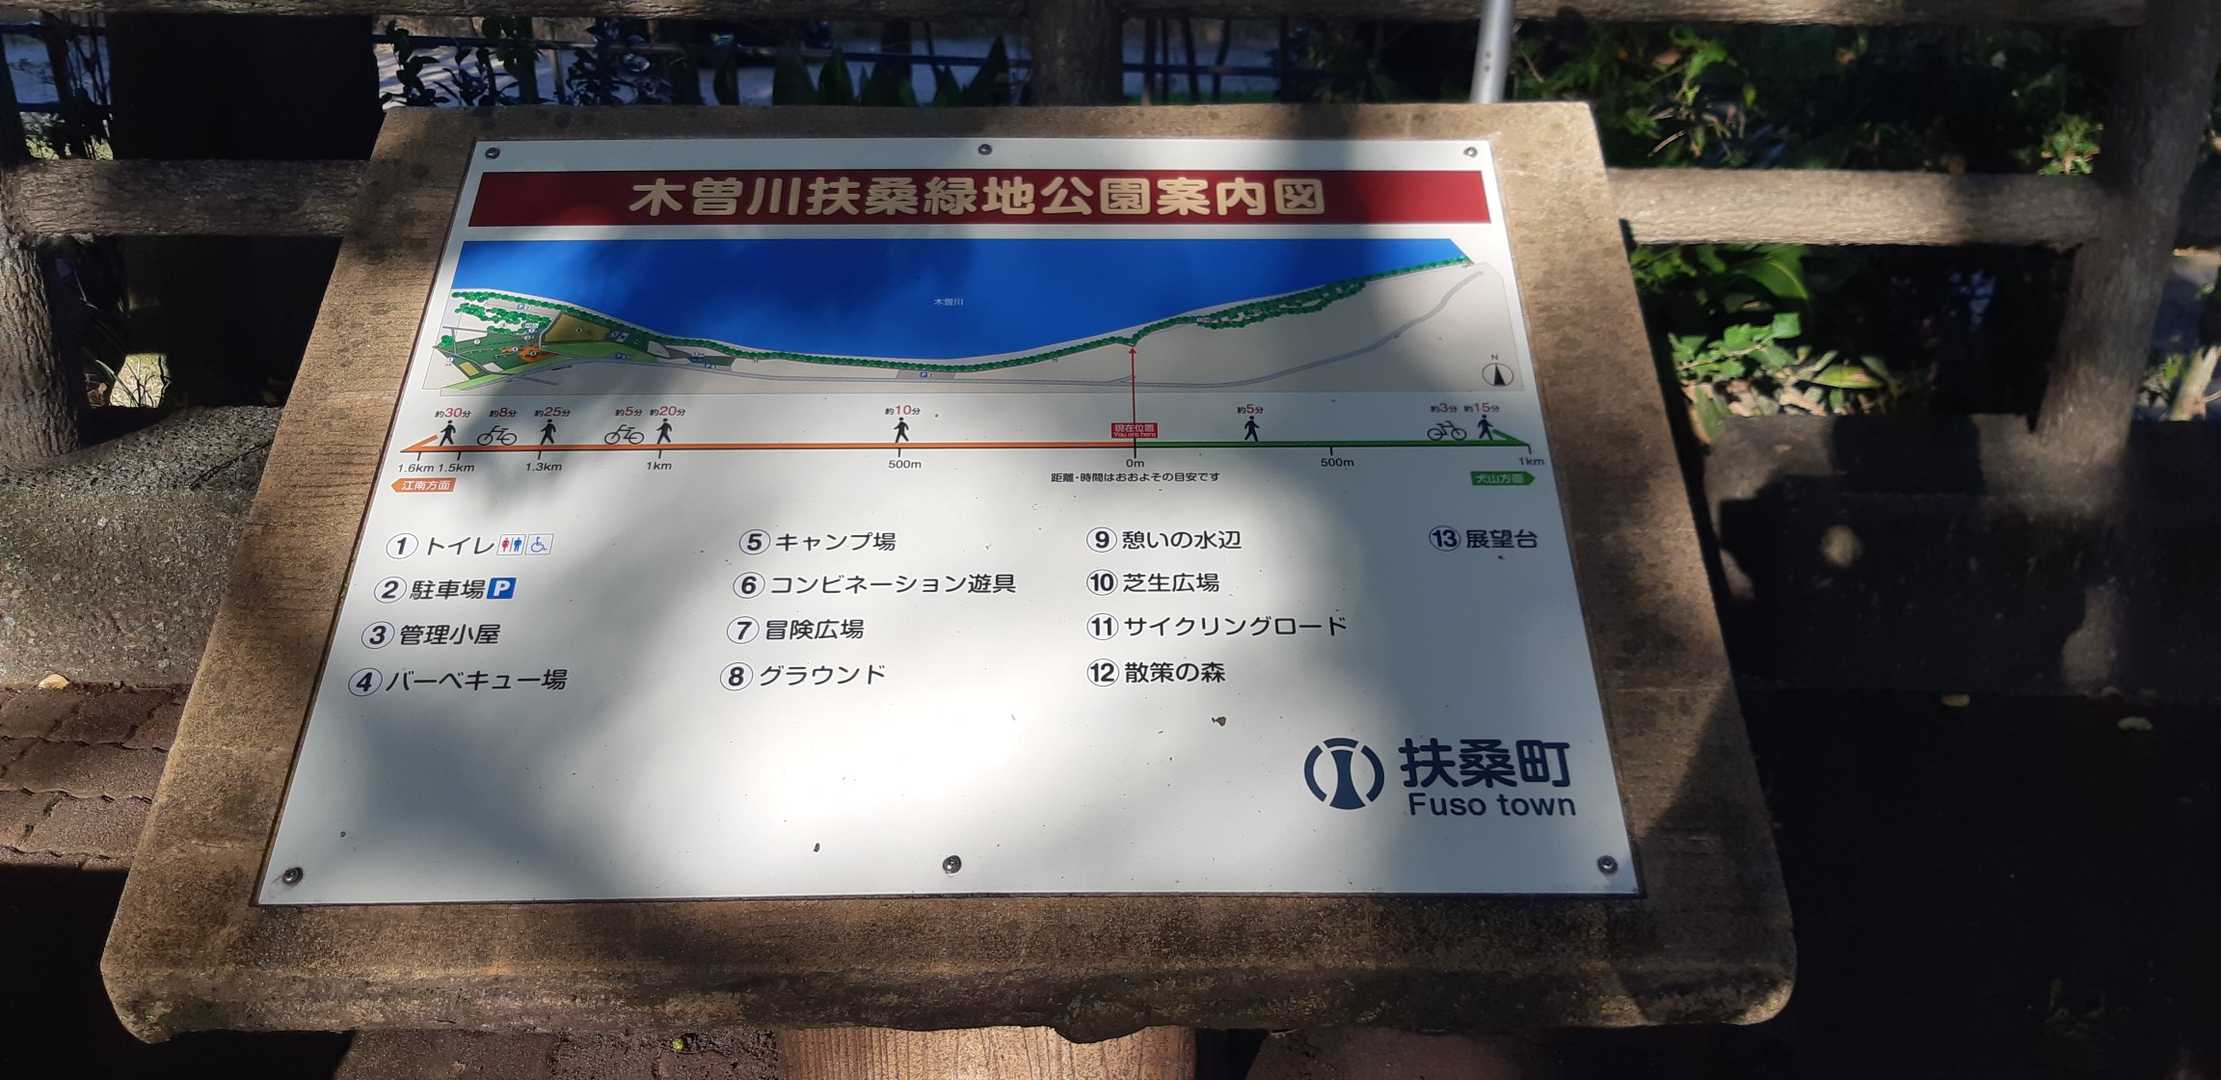 木曽川扶桑緑地公園案内図
木曽川
N
約30分 約8分 約25分 約5分 約20分 約10分 現在位置 約5分 約3分 約15分
You are here
1.6km 1.5km 1.3km 1km 500m 0m 500m 1km
江南方面 距離・時間はおおよその目安です 犬山方面
① トイレ
② 駐車場 P
③ 管理小屋
④ バーベキュー場
⑤ キャンプ場
⑥ コンビネーション遊具
⑦ 冒険広場
⑧ グラウンド
⑨ 憩いの水辺
⑩ 芝生広場
⑪ サイクリングロード
⑫ 散策の森
⑬ 展望台
扶桑町
Fuso town